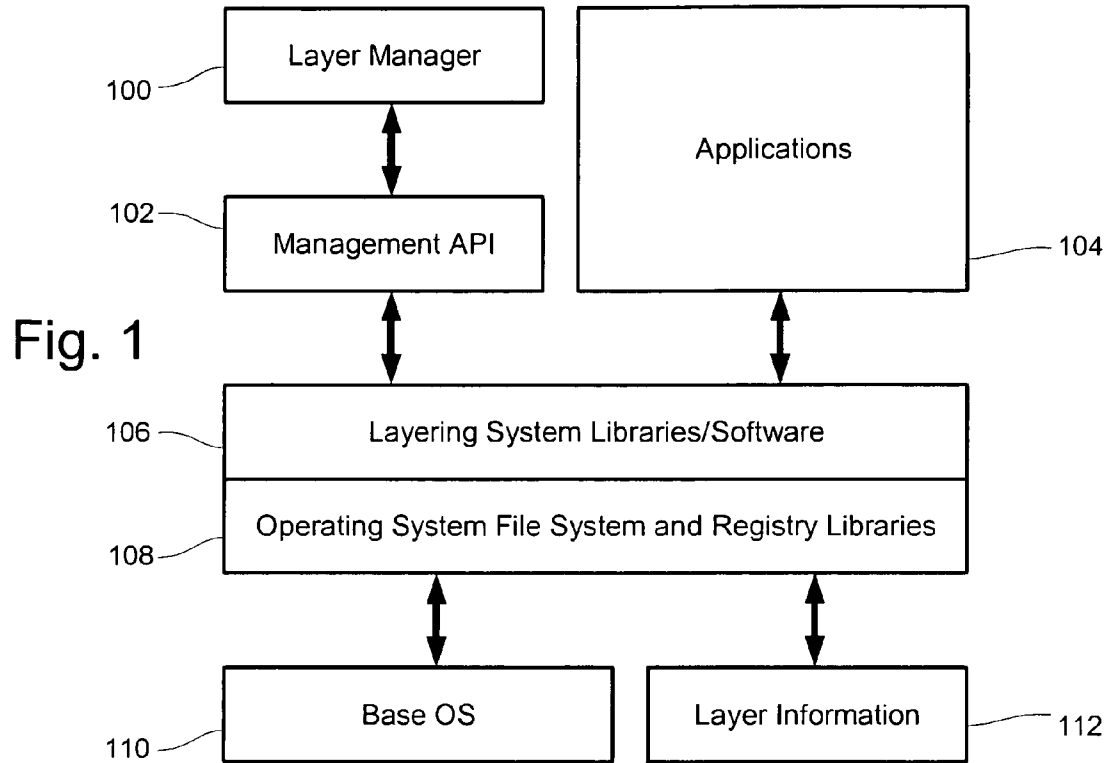 Layer Manager
100
Applications
102
Management API
104
Fig. 1
106
Layering System Libraries/Software
Operating System File System and Registry Libraries
108
Base OS
Layer Information
110
112